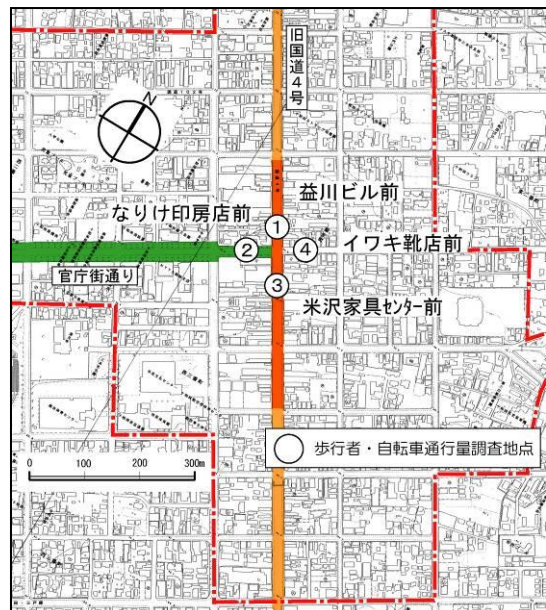 旧国道4号
N
益川ビル前
なりけ印房店前
①
②
④
イワキ靴店前
官庁街通り
③
米沢家具センター前
歩行者・自転車通行量調査地点
0 100 200 300m